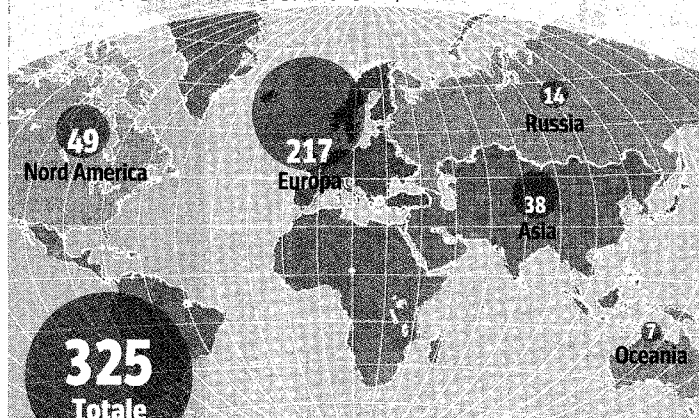 49
Nord America
217
Europa
14
Russia
38
Asia
7
Oceania
325
Totale